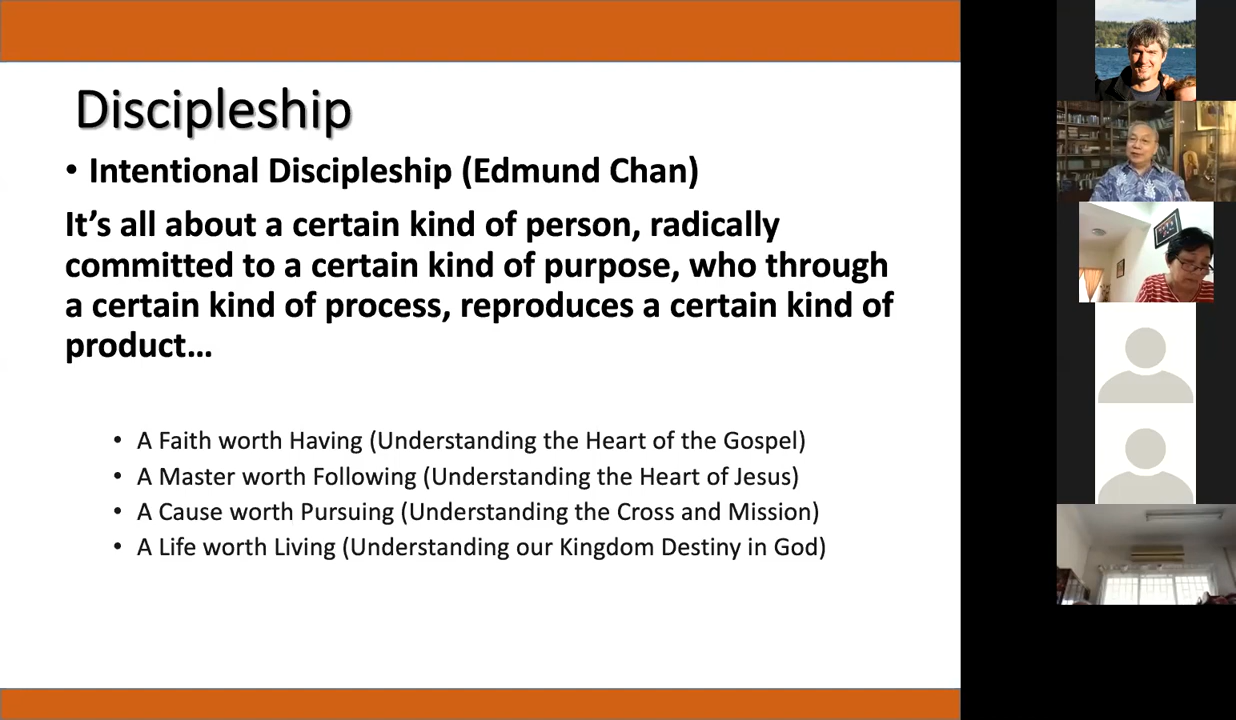 Discipleship
• Intentional Discipleship (Edmund Chan)
It's all about a certain kind of person, radically
committed to a certain kind of purpose, who through
a certain kind of process, reproduces a certain kind of
product…
• A Faith worth Having (Understanding the Heart of the Gospel)
• A Master worth Following (Understanding the Heart of Jesus)
• A Cause worth Pursuing (Understanding the Cross and Mission)
• A Life worth Living (Understanding our Kingdom Destiny in God)